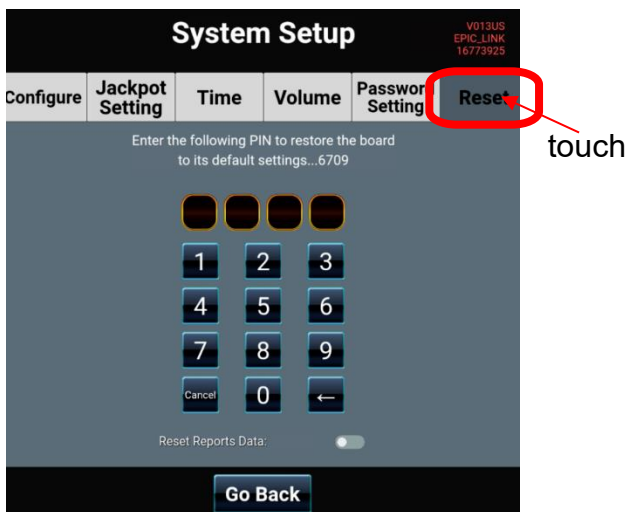 System Setup
V013US
EPIC_LINK
16773925
Configure
Jackpot
Setting
Time
Volume
Password
Setting
Reset
touch
Enter the following PIN to restore the board
to its default settings...6709
1 2 3
4 5 6
7 8 9
Cancel 0 ←
Reset Reports Data:
Go Back